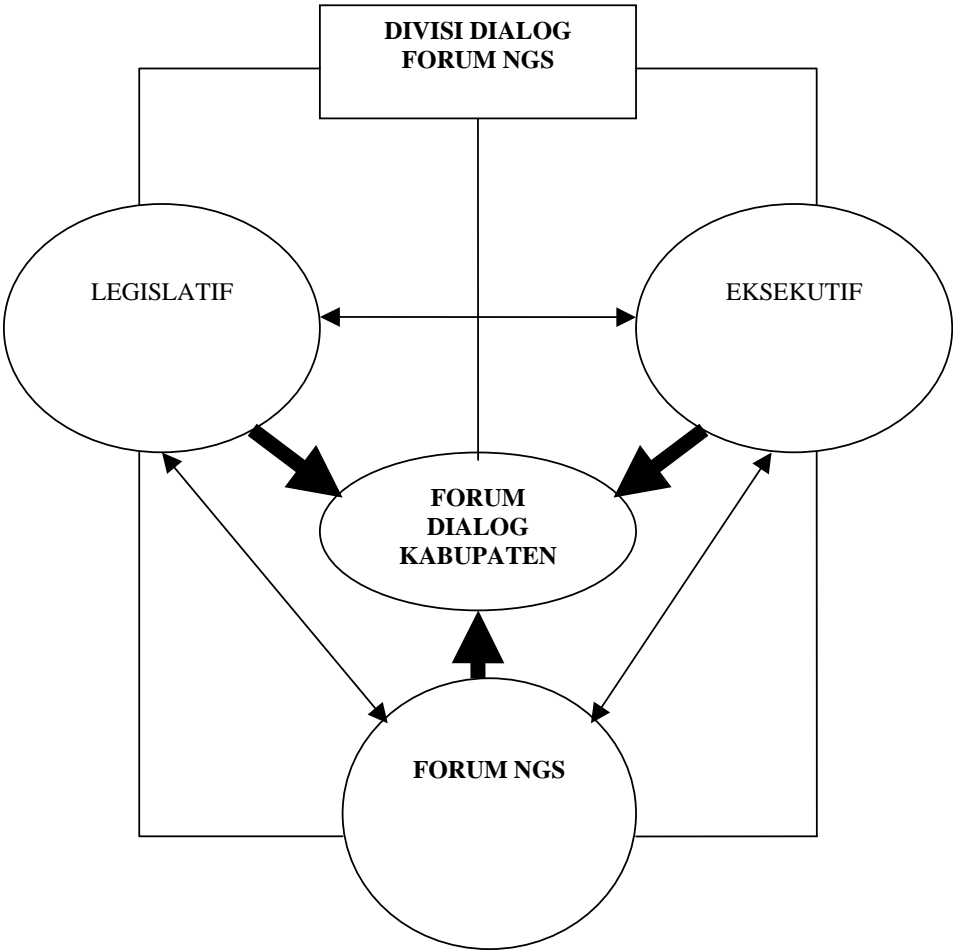 DIVISI DIALOG
FORUM NGS
LEGISLATIF
EKSEKUTIF
FORUM
DIALOG
KABUPATEN
FORUM NGS